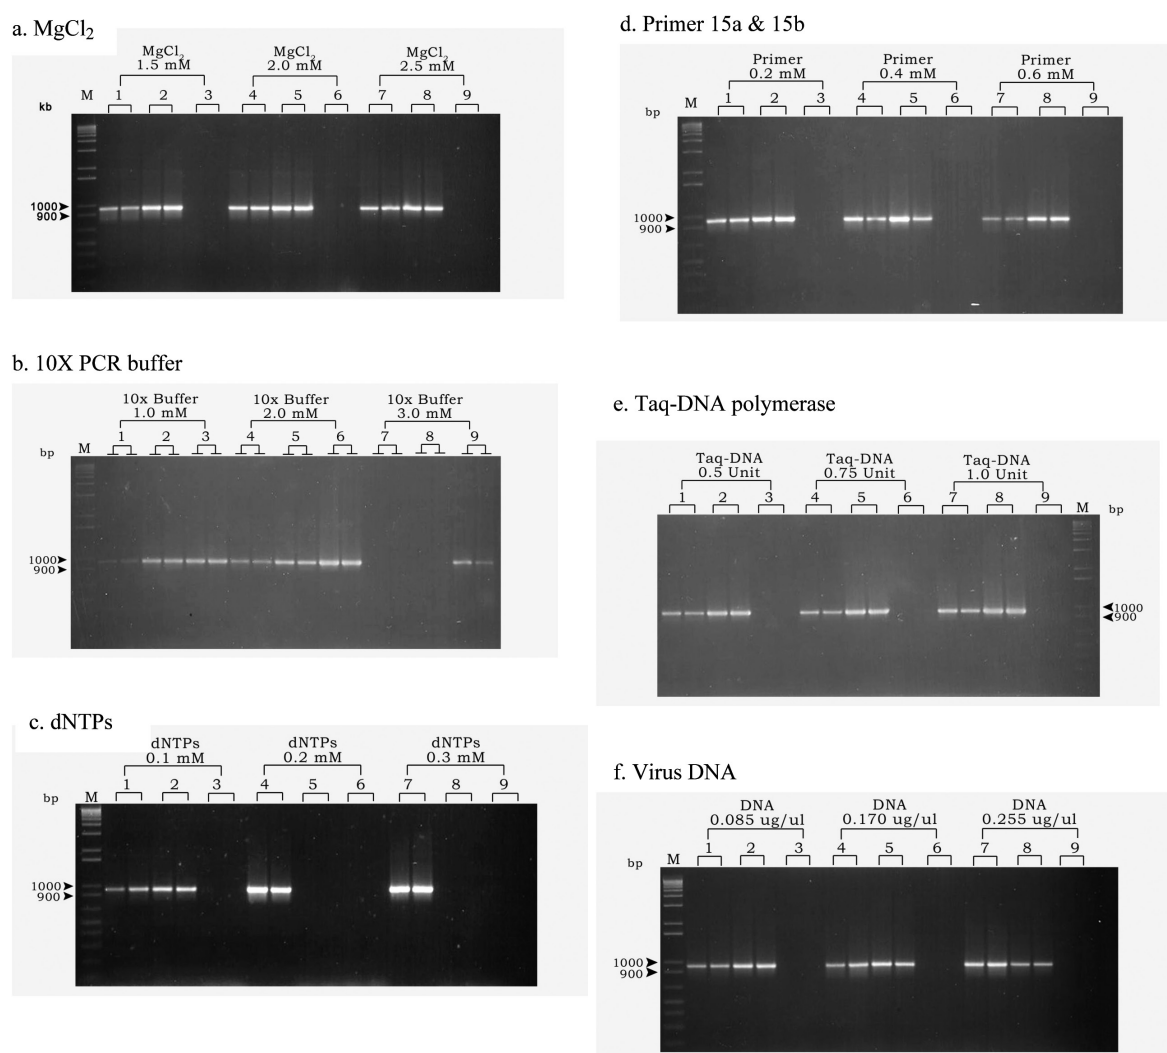 a. MgCl2
MgCl2 MgCl2 MgCl2
1.5 mM 2.0 mM 2.5 mM
kb M 1 2 3 4 5 6 7 8 9
1000
900
b. 10X PCR buffer
10x Buffer 10x Buffer 10x Buffer
1.0 mM 2.0 mM 3.0 mM
bp M 1 2 3 4 5 6 7 8 9
1000
900
c. dNTPs
dNTPs dNTPs dNTPs
0.1 mM 0.2 mM 0.3 mM
bp M 1 2 3 4 5 6 7 8 9
1000
900
d. Primer 15a & 15b
Primer Primer Primer
0.2 mM 0.4 mM 0.6 mM
bp M 1 2 3 4 5 6 7 8 9
1000
900
e. Taq-DNA polymerase
Taq-DNA Taq-DNA Taq-DNA
0.5 Unit 0.75 Unit 1.0 Unit
1 2 3 4 5 6 7 8 9 M bp
1000
900
f. Virus DNA
DNA DNA DNA
0.085 ug/ul 0.170 ug/ul 0.255 ug/ul
bp M 1 2 3 4 5 6 7 8 9
1000
900